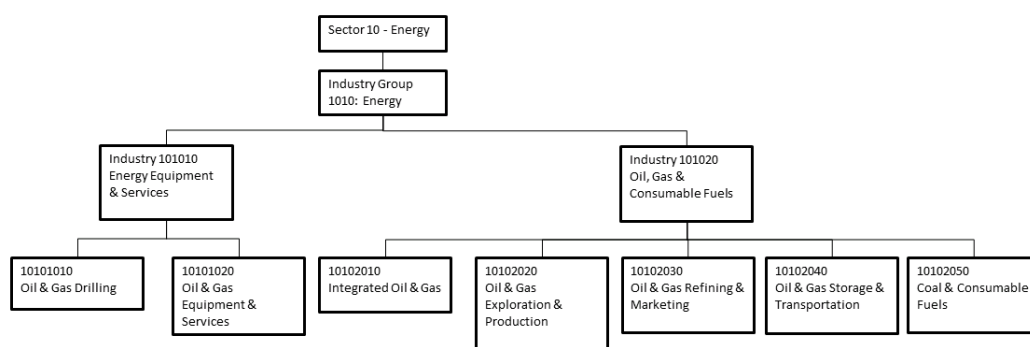 Sector 10 - Energy
Industry Group
1010: Energy
Industry 101010
Energy Equipment
& Services
Industry 101020
Oil, Gas &
Consumable Fuels
10101010
Oil & Gas Drilling
10101020
Oil & Gas
Equipment &
Services
10102010
Integrated Oil & Gas
10102020
Oil & Gas
Exploration &
Production
10102030
Oil & Gas Refining &
Marketing
10102040
Oil & Gas Storage &
Transportation
10102050
Coal & Consumable
Fuels